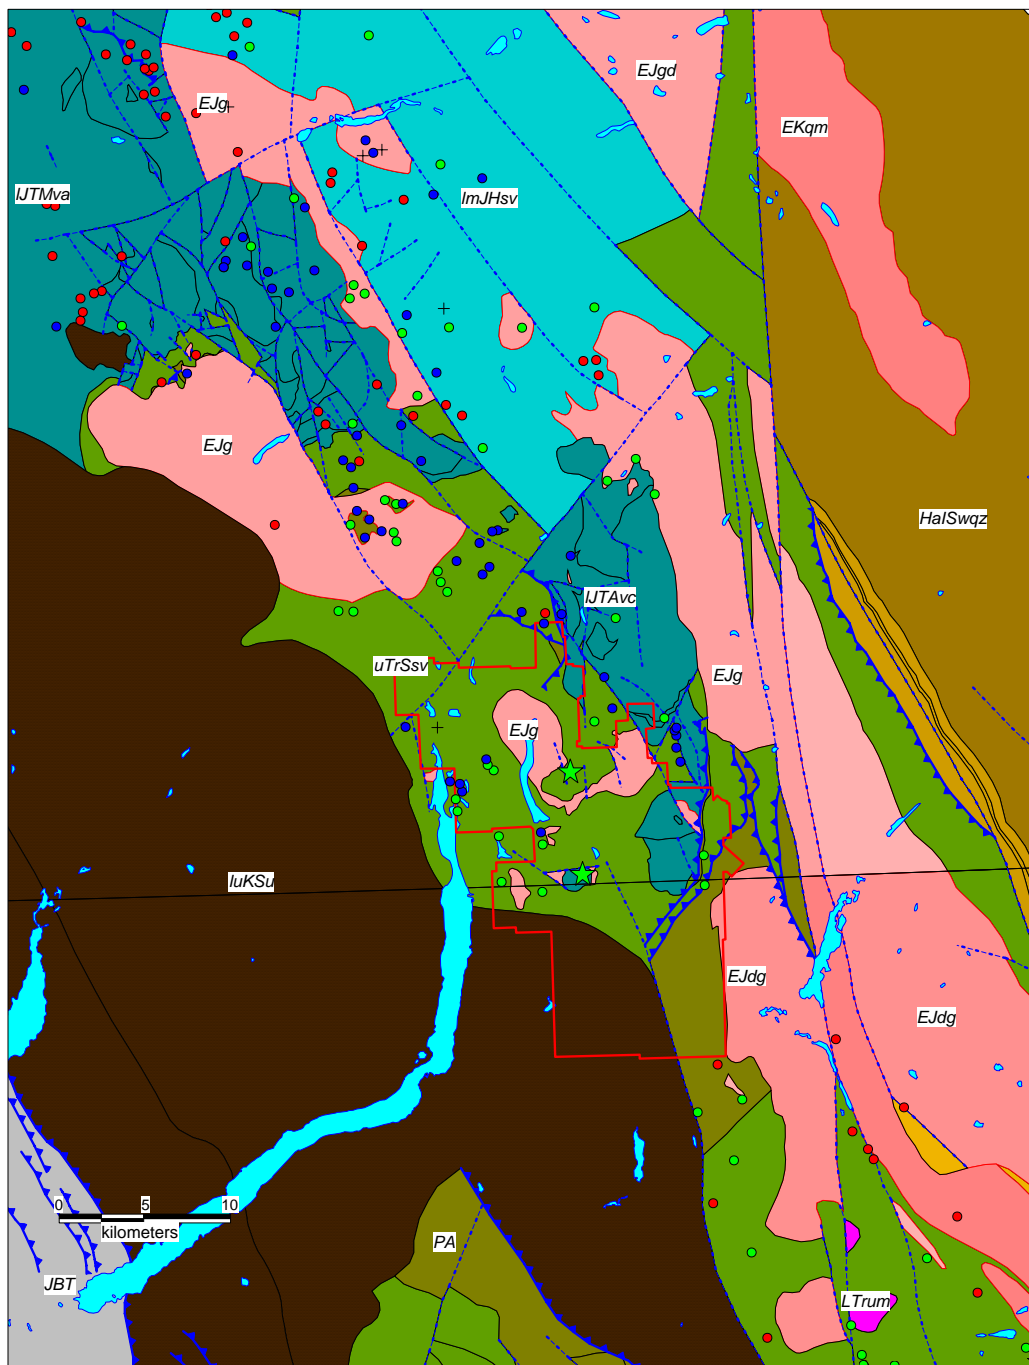 EJg
EJgd
EKqm
lJTMva
lmJHsv
EJg
HalSwqz
lJTAvc
uTrSsv
EJg
EJg
luKSu
EJdg
EJdg
0 5 10
kilometers
PA
JBT
LTrum